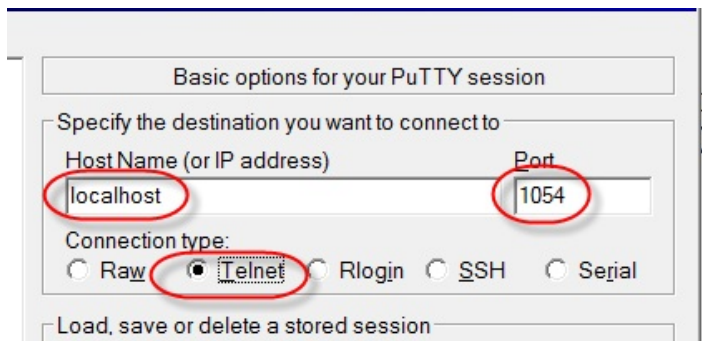 Basic options for your PuTTY session
Specify the destination you want to connect to
Host Name (or IP address) Port
localhost 1054
Connection type:
Raw Telnet Rlogin SSH Serial
Load, save or delete a stored session